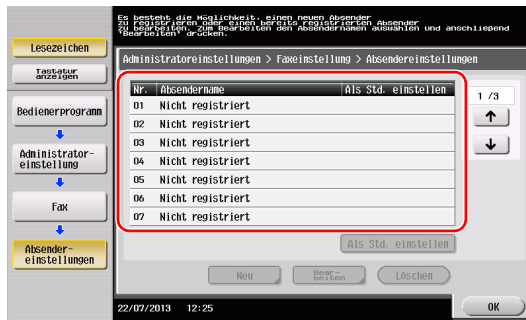 Es besteht die Möglichkeit, einen neuen Absender
zu registrieren oder einen bereits registrierten Absender
zu bearbeiten. Zum Bearbeiten den Absendernamen auswählen und anschließend
"Bearbeiten" drücken.
Lesezeichen
Tastatur
anzeigen
Bedienerprogramm
Administrator-
einstellung
Fax
Absender-
einstellungen
Administratoreinstellungen > Faxeinstellung > Absendereinstellungen
Nr. Absendername Als Std. einstellen
01 Nicht registriert
02 Nicht registriert
03 Nicht registriert
04 Nicht registriert
05 Nicht registriert
06 Nicht registriert
07 Nicht registriert
1 /3
Als Std. einstellen
Neu Bear-
beiten Löschen
22/07/2013 12:25 OK